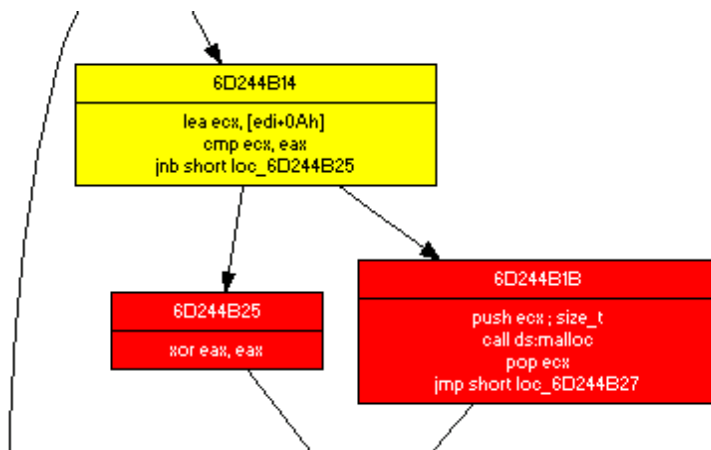 6D244B14
lea ecx, [edi+0Ah]
cmp ecx, eax
jnb short loc_6D244B25
6D244B25
xor eax, eax
6D244B1B
push ecx ; size_t
call ds:malloc
pop ecx
jmp short loc_6D244B27